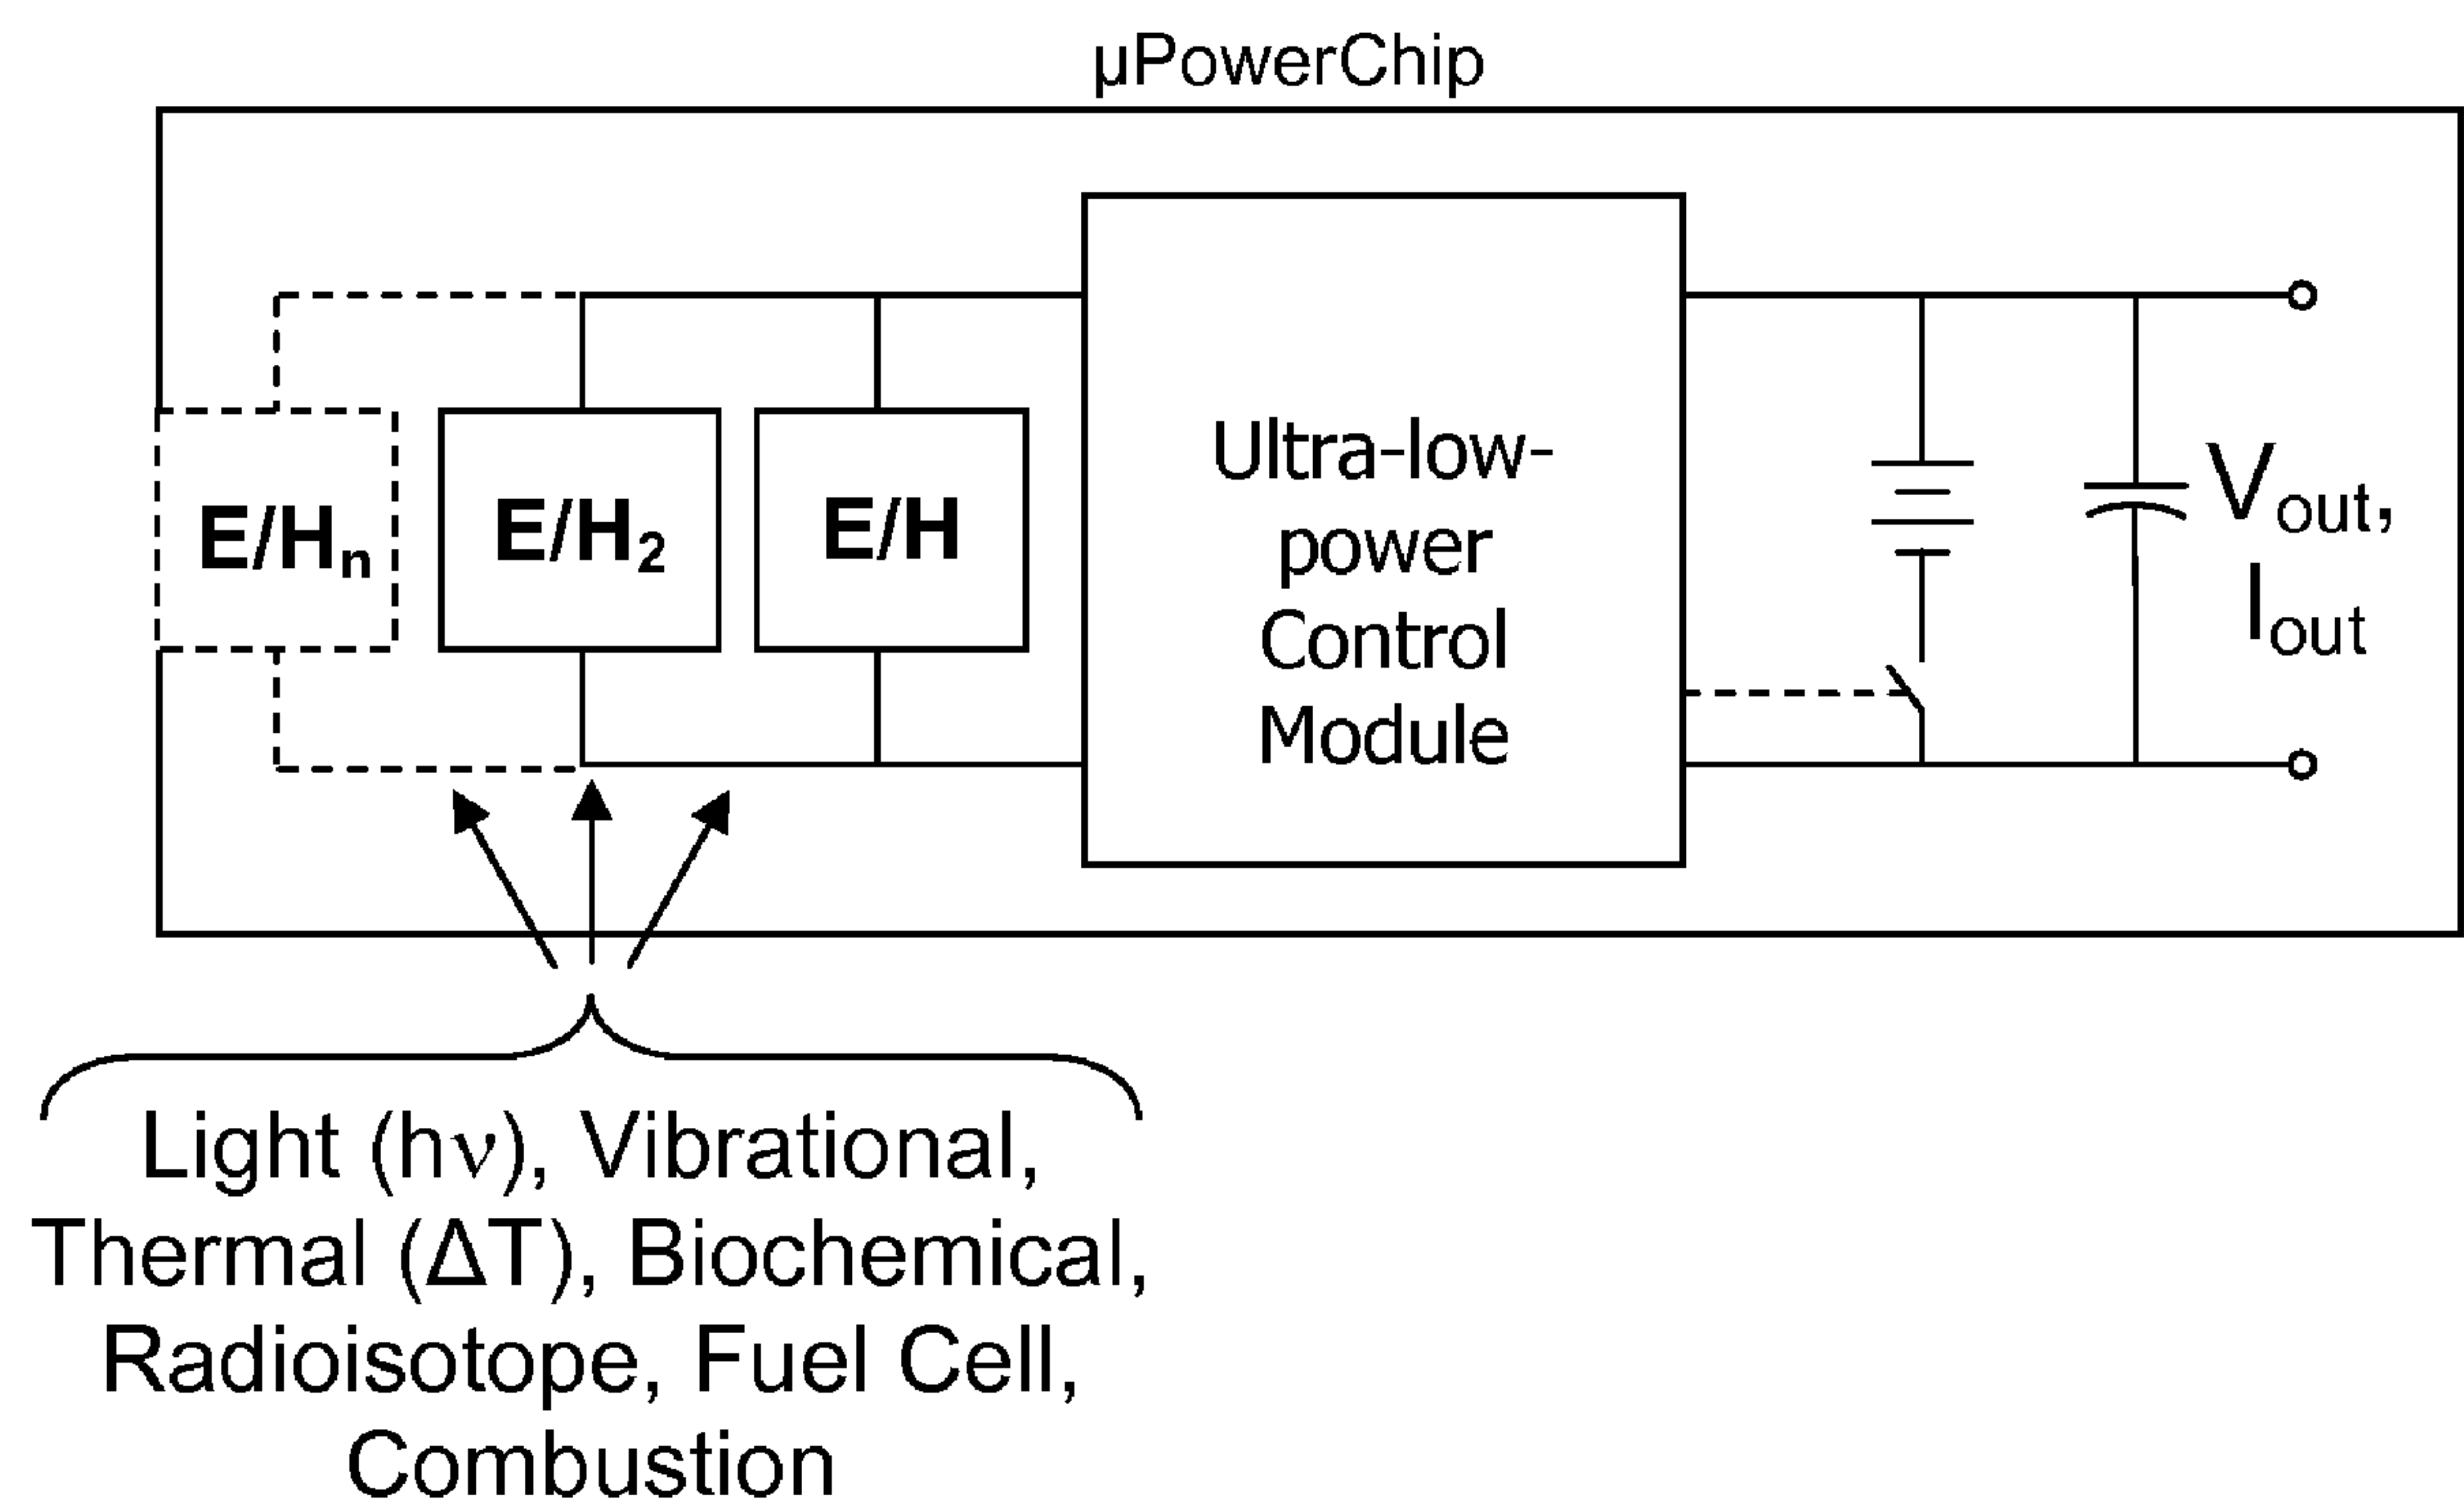 µPowerChip
E/Hn
E/H2
E/H
Ultra-low-
power
Control
Module
Vout,
Iout
Light (hν), Vibrational,
Thermal (ΔT), Biochemical,
Radioisotope, Fuel Cell,
Combustion